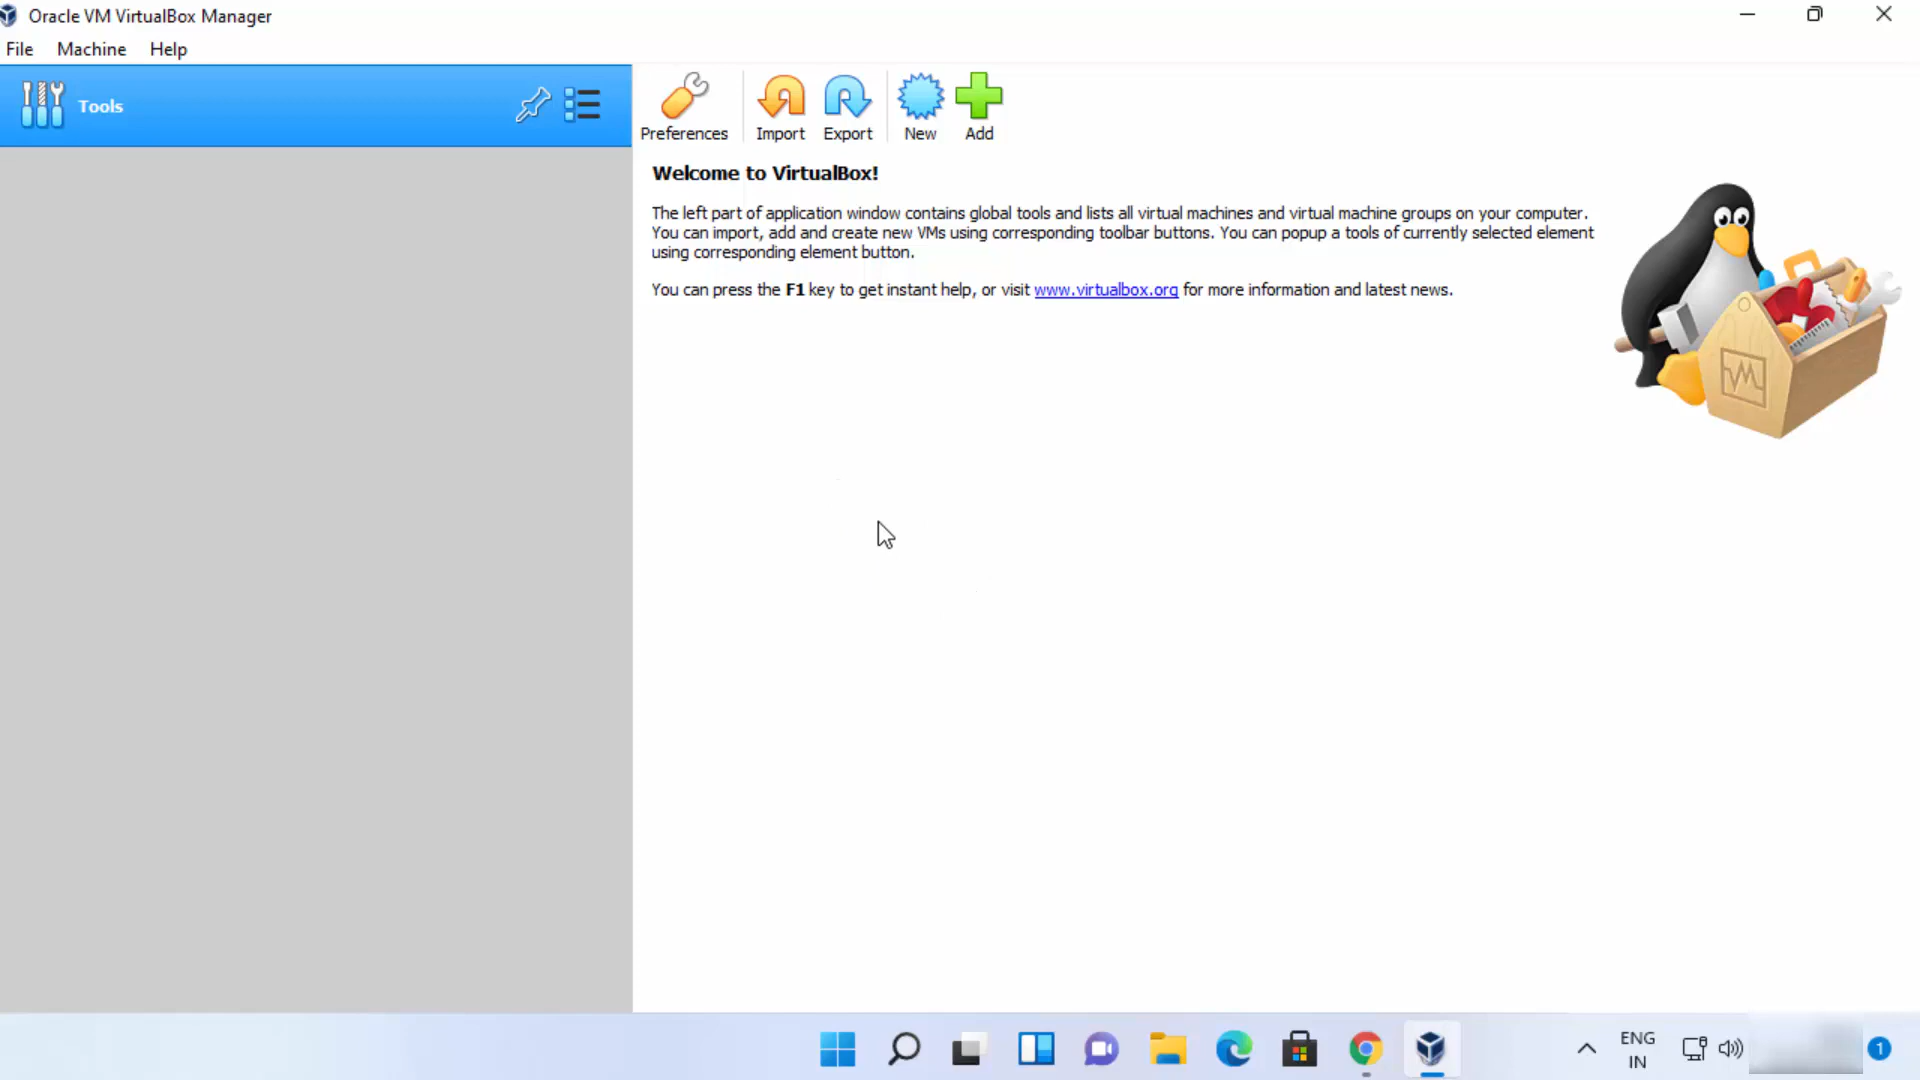 Oracle VM VirtualBox Manager
File Machine Help
Tools
Preferences Import Export New Add
Welcome to VirtualBox!
The left part of application window contains global tools and lists all virtual machines and virtual machine groups on your computer.
You can import, add and create new VMs using corresponding toolbar buttons. You can popup a tools of currently selected element
using corresponding element button.
You can press the F1 key to get instant help, or visit www.virtualbox.org for more information and latest news.
ENG
IN
1